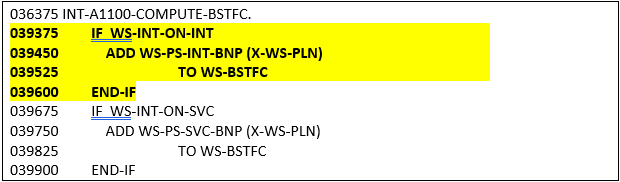 036375 INT-A1100-COMPUTE-BSTFC.
039375 IF WS-INT-ON-INT
039450 ADD WS-PS-INT-BNP (X-WS-PLN)
039525 TO WS-BSTFC
039600 END-IF
039675 IF WS-INT-ON-SVC
039750 ADD WS-PS-SVC-BNP (X-WS-PLN)
039825 TO WS-BSTFC
039900 END-IF